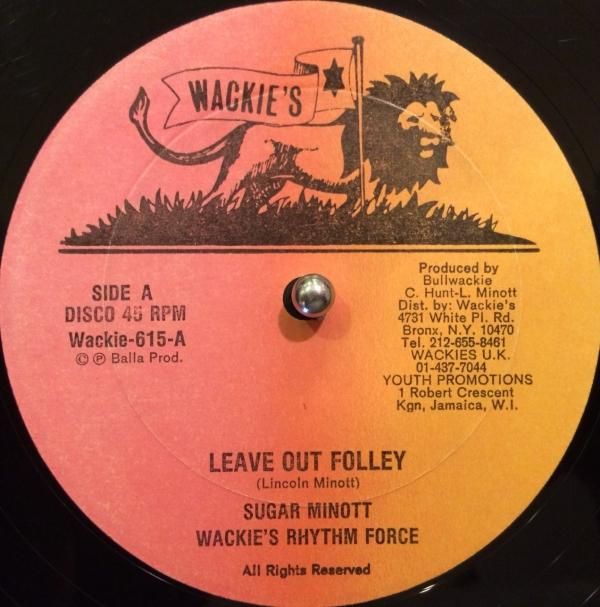 WACKIE'S
SIDE A
DISCO 45 RPM
Wackie-615-A
© ℗ Balla Prod.
Produced by
Bullwackie
C. Hunt-L. Minott
Dist. by: Wackie's
4731 White Pl. Rd.
Bronx, N.Y. 10470
Tel. 212-655-8461
WACKIES U.K.
01-437-7044
YOUTH PROMOTIONS
1 Robert Crescent
Kgn, Jamaica, W.I.
LEAVE OUT FOLLEY
(Lincoln Minott)
SUGAR MINOTT
WACKIE'S RHYTHM FORCE
All Rights Reserved